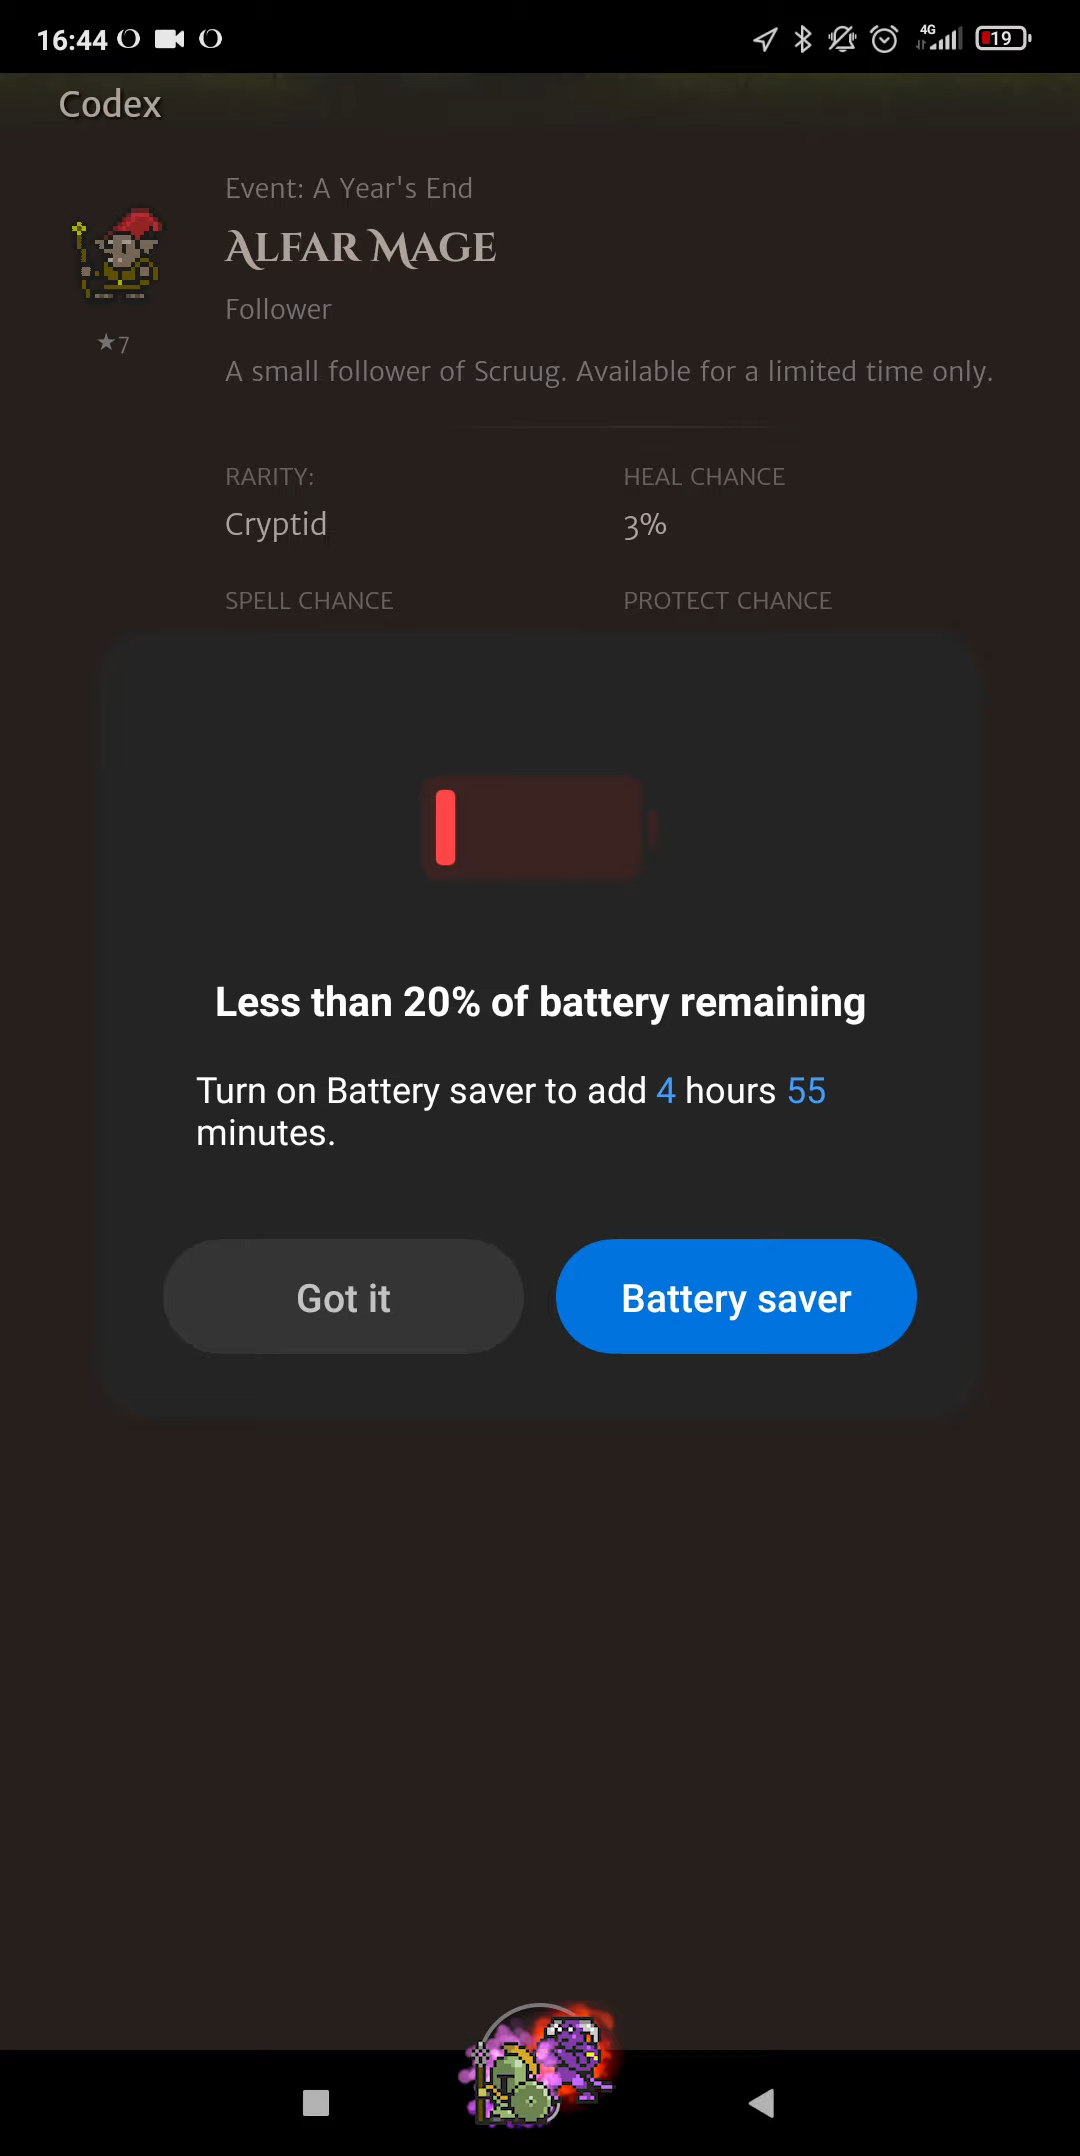 16:44
4G
19
Codex
Event: A Year's End
ALFAR MAGE
Follower
★7
A small follower of Scruug. Available for a limited time only.
RARITY:
HEAL CHANCE
Cryptid
3%
SPELL CHANCE
PROTECT CHANCE
Less than 20% of battery remaining
Turn on Battery saver to add 4 hours 55
minutes.
Got it
Battery saver